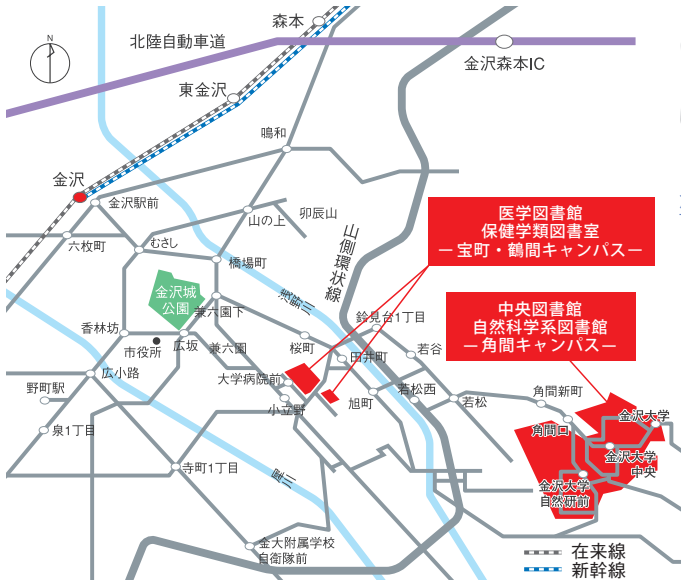 森本
北陸自動車道
金沢森本IC
N
東金沢
鳴和
金沢
金沢駅前
山の上
卯辰山
六枚町
むさし
橋場町
山側環状線
医学図書館
保健学類図書室
ー宝町・鶴間キャンパスー
金沢城
公園
兼六園下
浅野川
中央図書館
自然科学系図書館
ー角間キャンパスー
香林坊
市役所
広坂
兼六園
桜町
鈴見台1丁目
田井町
若谷
広小路
大学病院前
野町駅
小立野
旭町
若松西
若松
角間新町
角間口
金沢大学
泉1丁目
寺町1丁目
犀川
金沢大学
中央
金沢大学
自然研前
金大附属学校
自衛隊前
在来線
新幹線